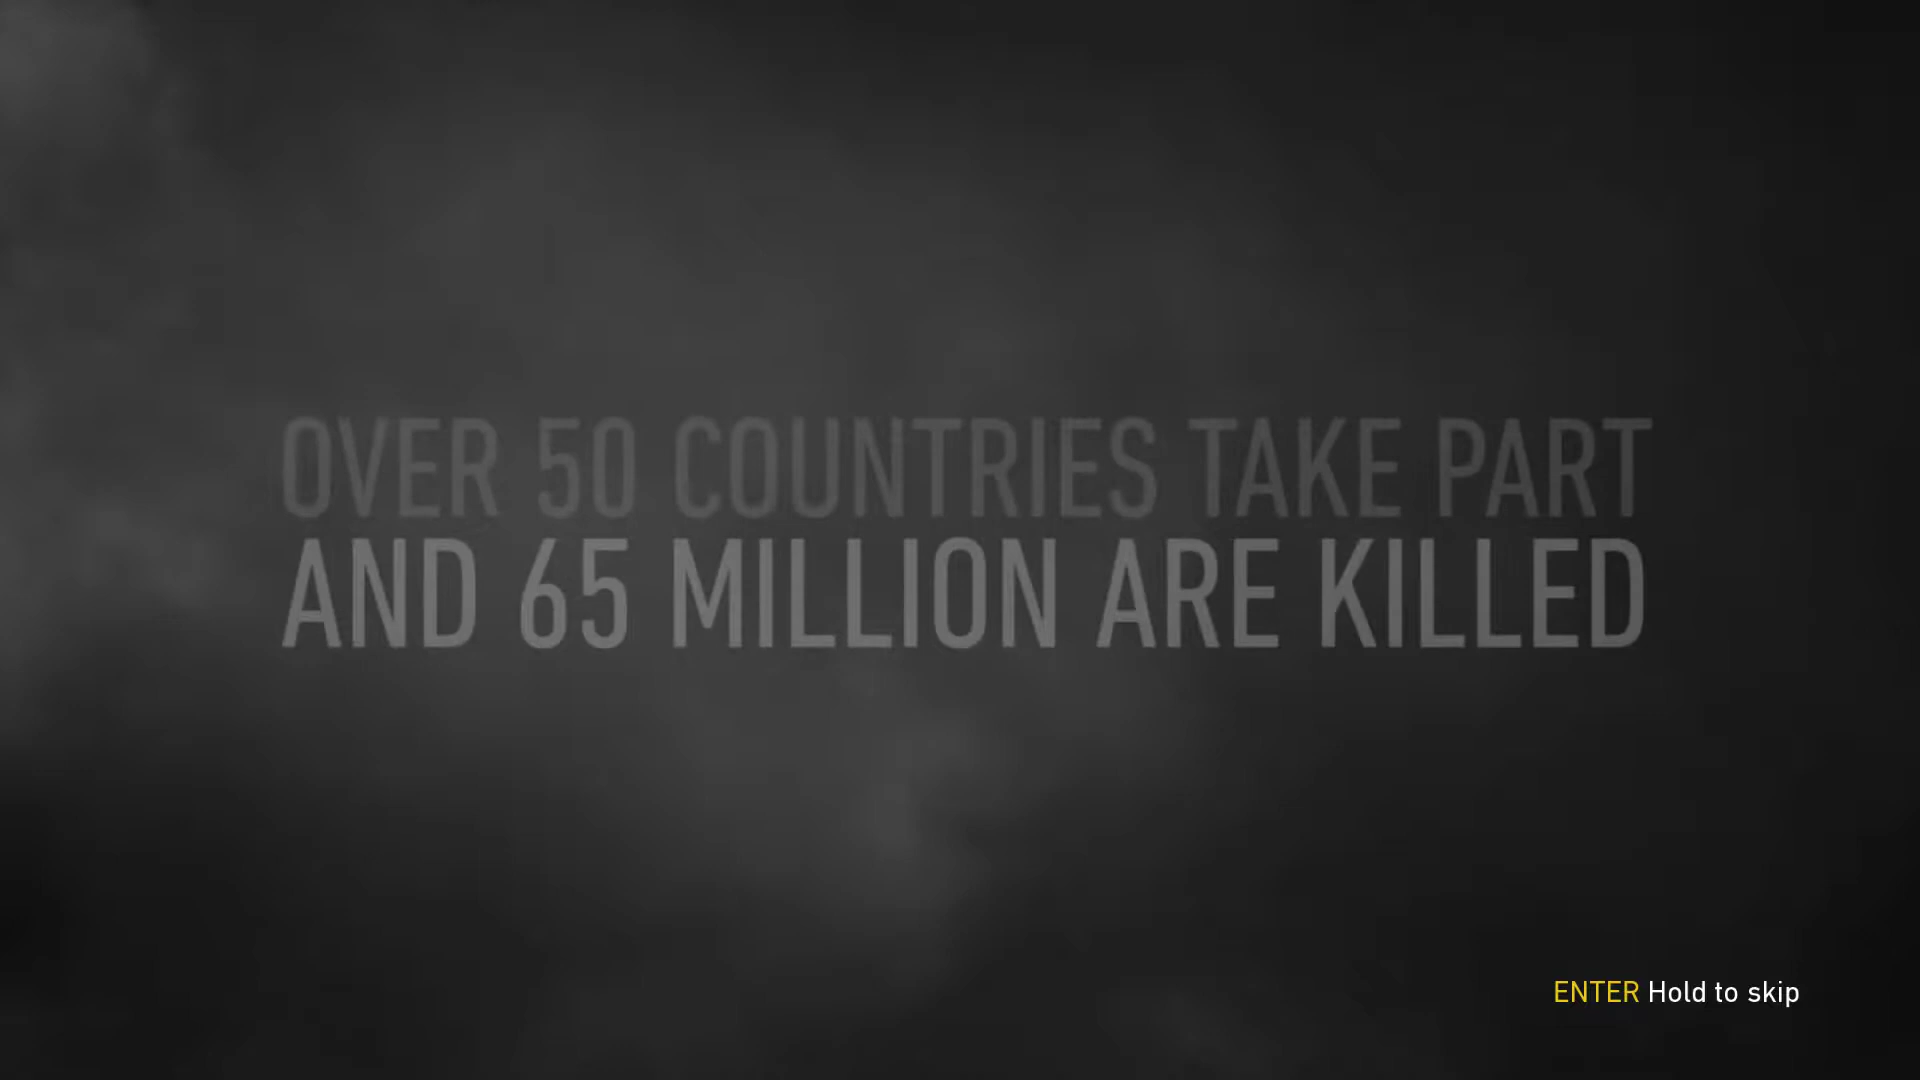 OVER 50 COUNTRIES TAKE PART
AND 65 MILLION ARE KILLED
ENTER Hold to skip